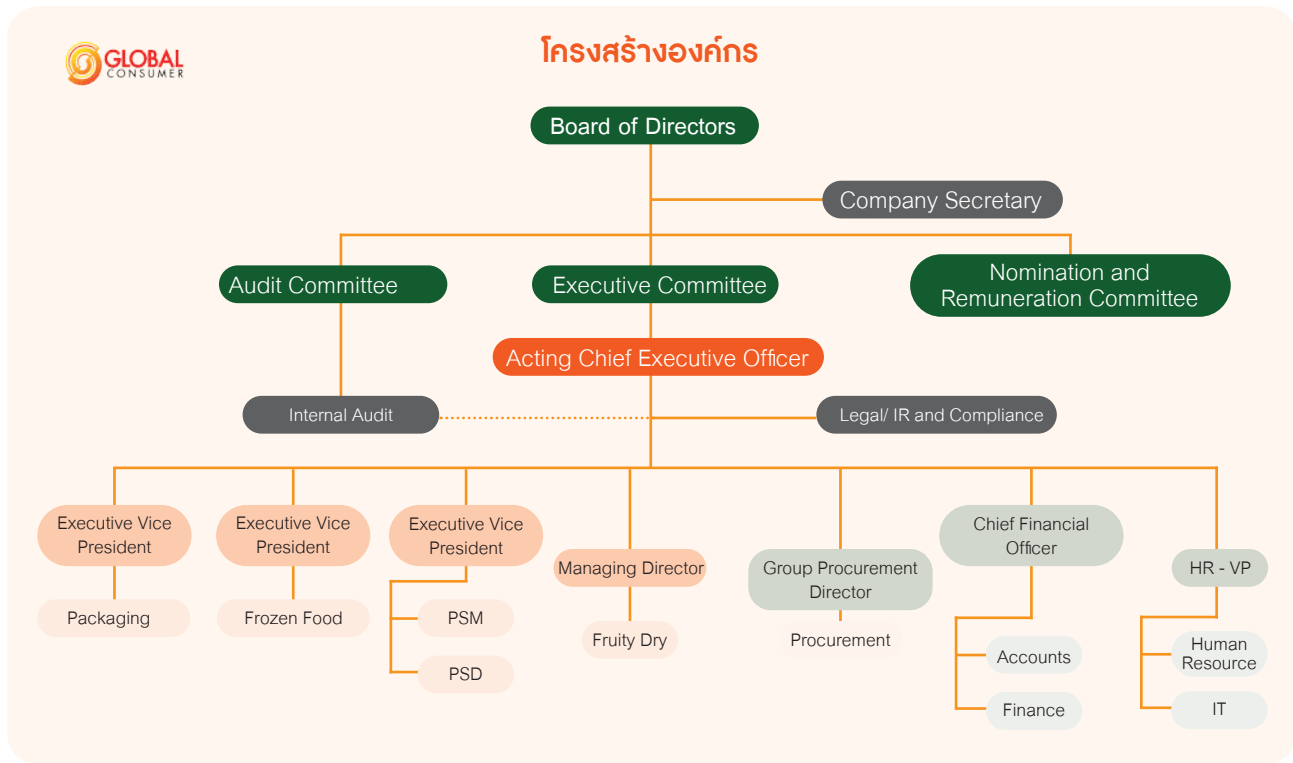 GLOBAL
CONSUMER
โครงสร้างองค์กร
Board of Directors
Company Secretary
Audit Committee
Executive Committee
Nomination and
Remuneration Committee
Acting Chief Executive Officer
Internal Audit
Legal/ IR and Compliance
Executive Vice
President
Executive Vice
President
Executive Vice
President
Managing Director
Group Procurement
Director
Chief Financial
Officer
HR - VP
Packaging
Frozen Food
PSM
PSD
Fruity Dry
Procurement
Accounts
Finance
Human
Resource
IT